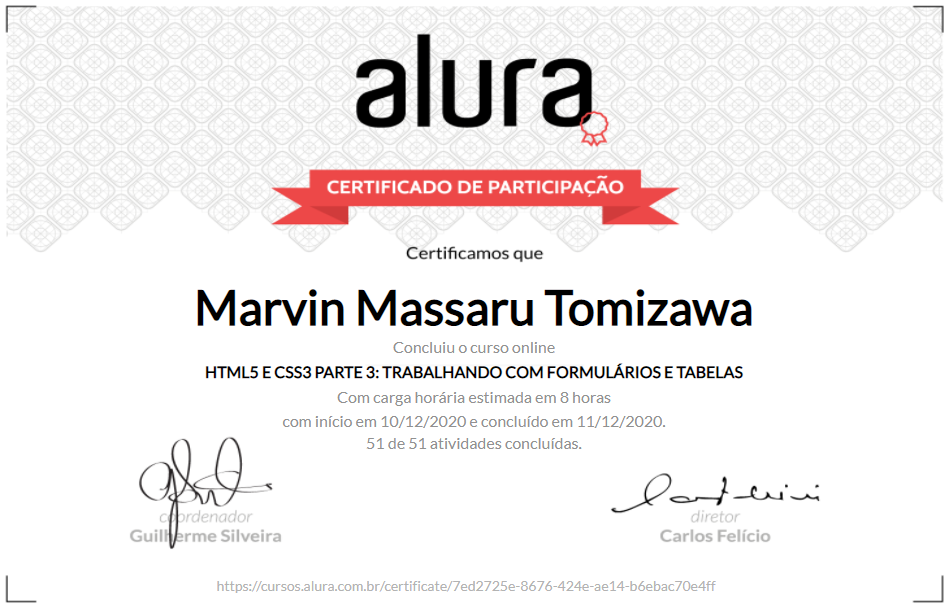 alura
CERTIFICADO DE PARTICIPAÇÃO
Certificamos que
Marvin Massaru Tomizawa
Concluiu o curso online
HTML5 E CSS3 PARTE 3: TRABALHANDO COM FORMULÁRIOS E TABELAS
Com carga horária estimada em 8 horas
com início em 10/12/2020 e concluído em 11/12/2020.
51 de 51 atividades concluídas.
coordenador
Guilherme Silveira
diretor
Carlos Felício
https://cursos.alura.com.br/certificate/7ed2725e-8676-424e-ae14-b6ebac70e4ff